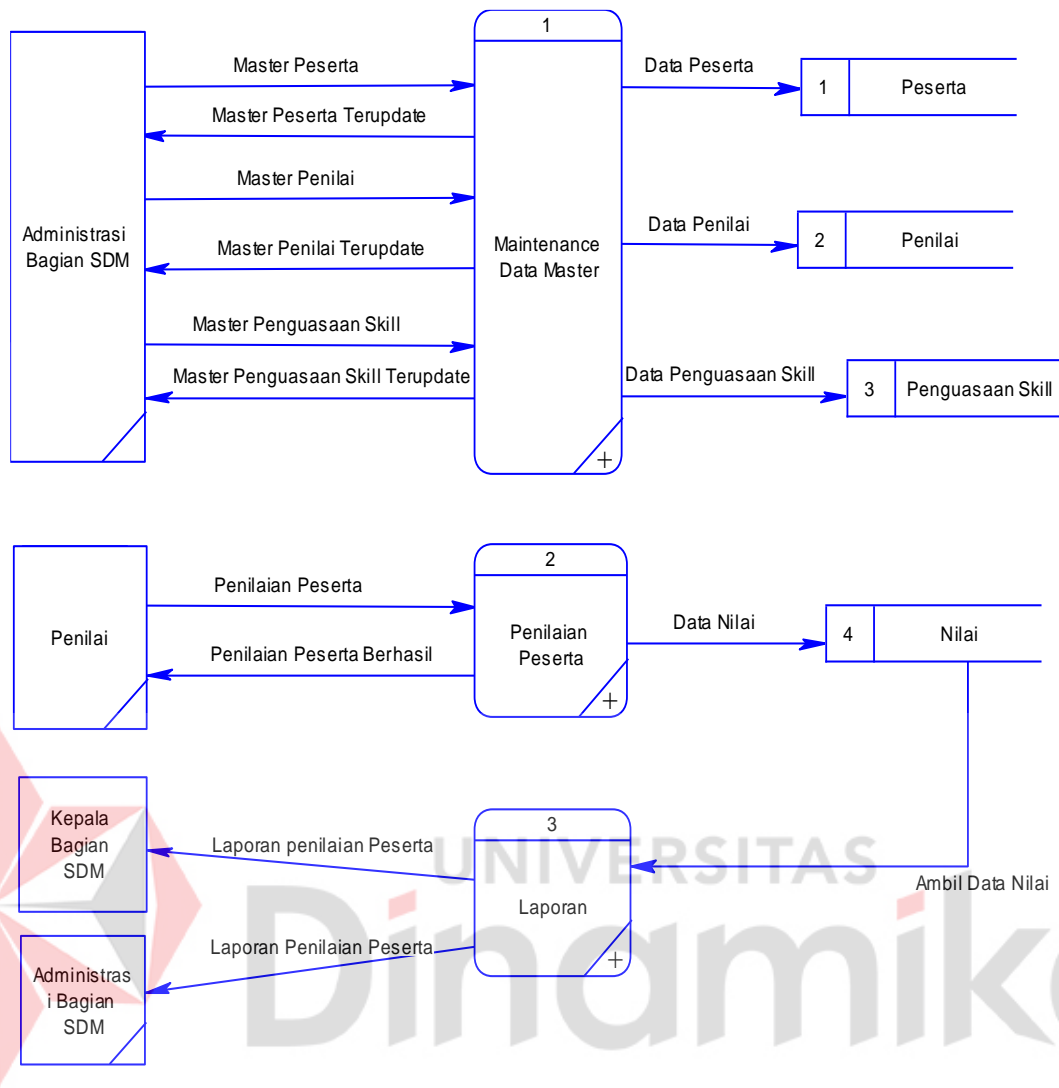 1
Master Peserta
Data Peserta
1
Peserta
Master Peserta Terupdate
Master Penilai
Administrasi
Bagian SDM
Master Penilai Terupdate
Maintenance
Data Master
Data Penilai
2
Penilai
Master Penguasaan Skill
Master Penguasaan Skill Terupdate
Data Penguasaan Skill
3
Penguasaan Skill
+
2
Penilaian Peserta
Penilai
Penilaian
Peserta
Data Nilai
4
Nilai
Penilaian Peserta Berhasil
+
Kepala
Bagian
SDM
Laporan penilaian Peserta
3
Laporan
Ambil Data Nilai
Laporan Penilaian Peserta
+
Administras
i Bagian
SDM
UNIVERSITAS
Dinamika